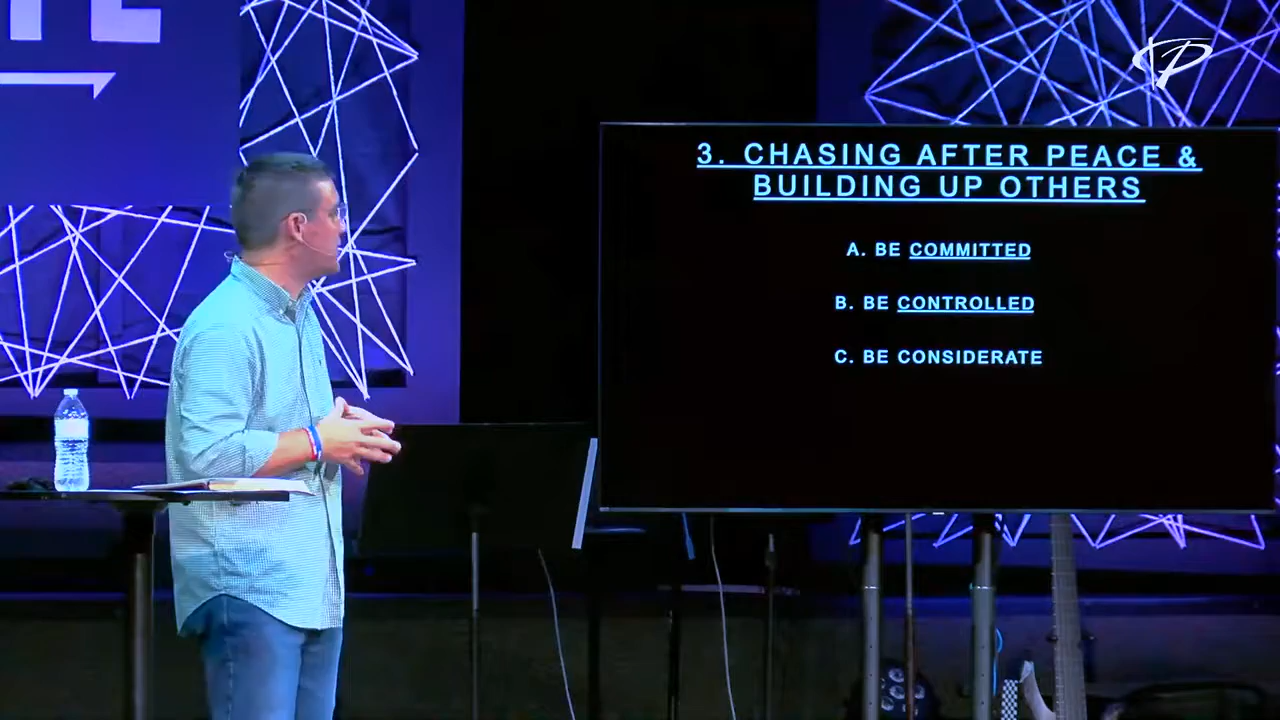 3. CHASING AFTER PEACE &
BUILDING UP OTHERS
A. BE COMMITTED
B. BE CONTROLLED
C. BE CONSIDERATE